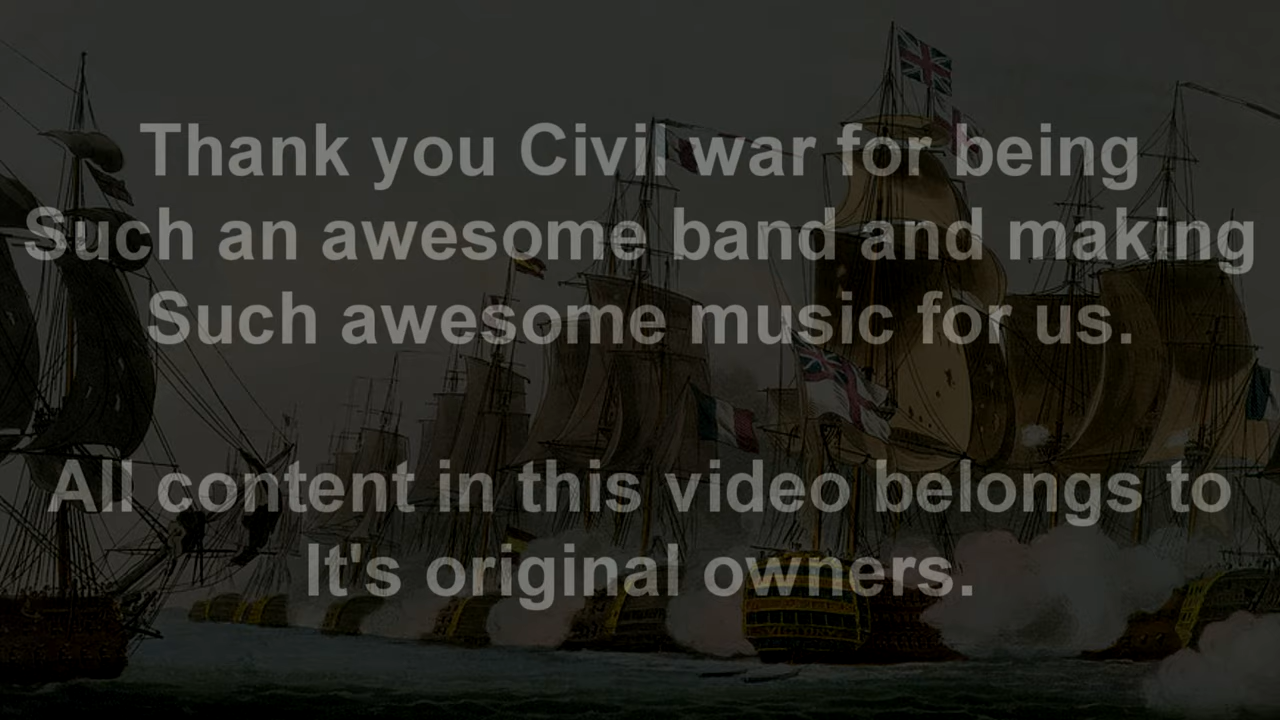 Thank you Civil war for being
Such an awesome band and making
Such awesome music for us.
All content in this video belongs to
It's original owners.